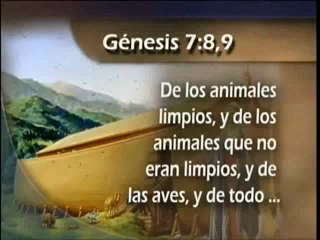 Génesis 7:8,9
De los animales
limpios, y de los
animales que no
eran limpios, y de
las aves, y de todo ...